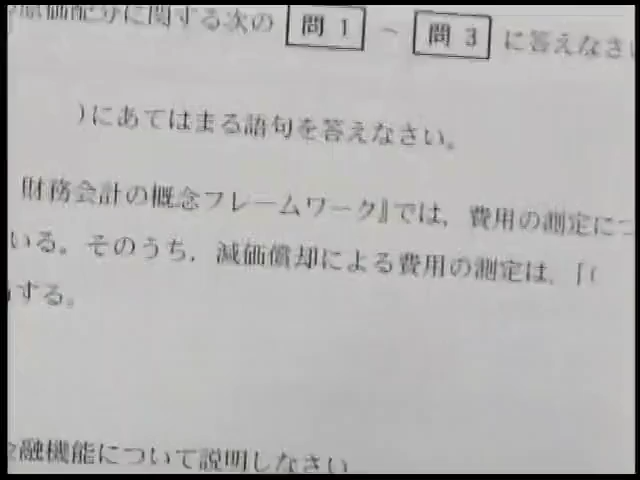 原価配分に関する次の 問 1 ~ 問 3 に答えなさい
)にあてはまる語句を答えなさい。
財務会計の概念フレームワーク』では、費用の測定につ
いる。そのうち、減価償却による費用の測定は、「(
する。
金融機能について説明しなさい